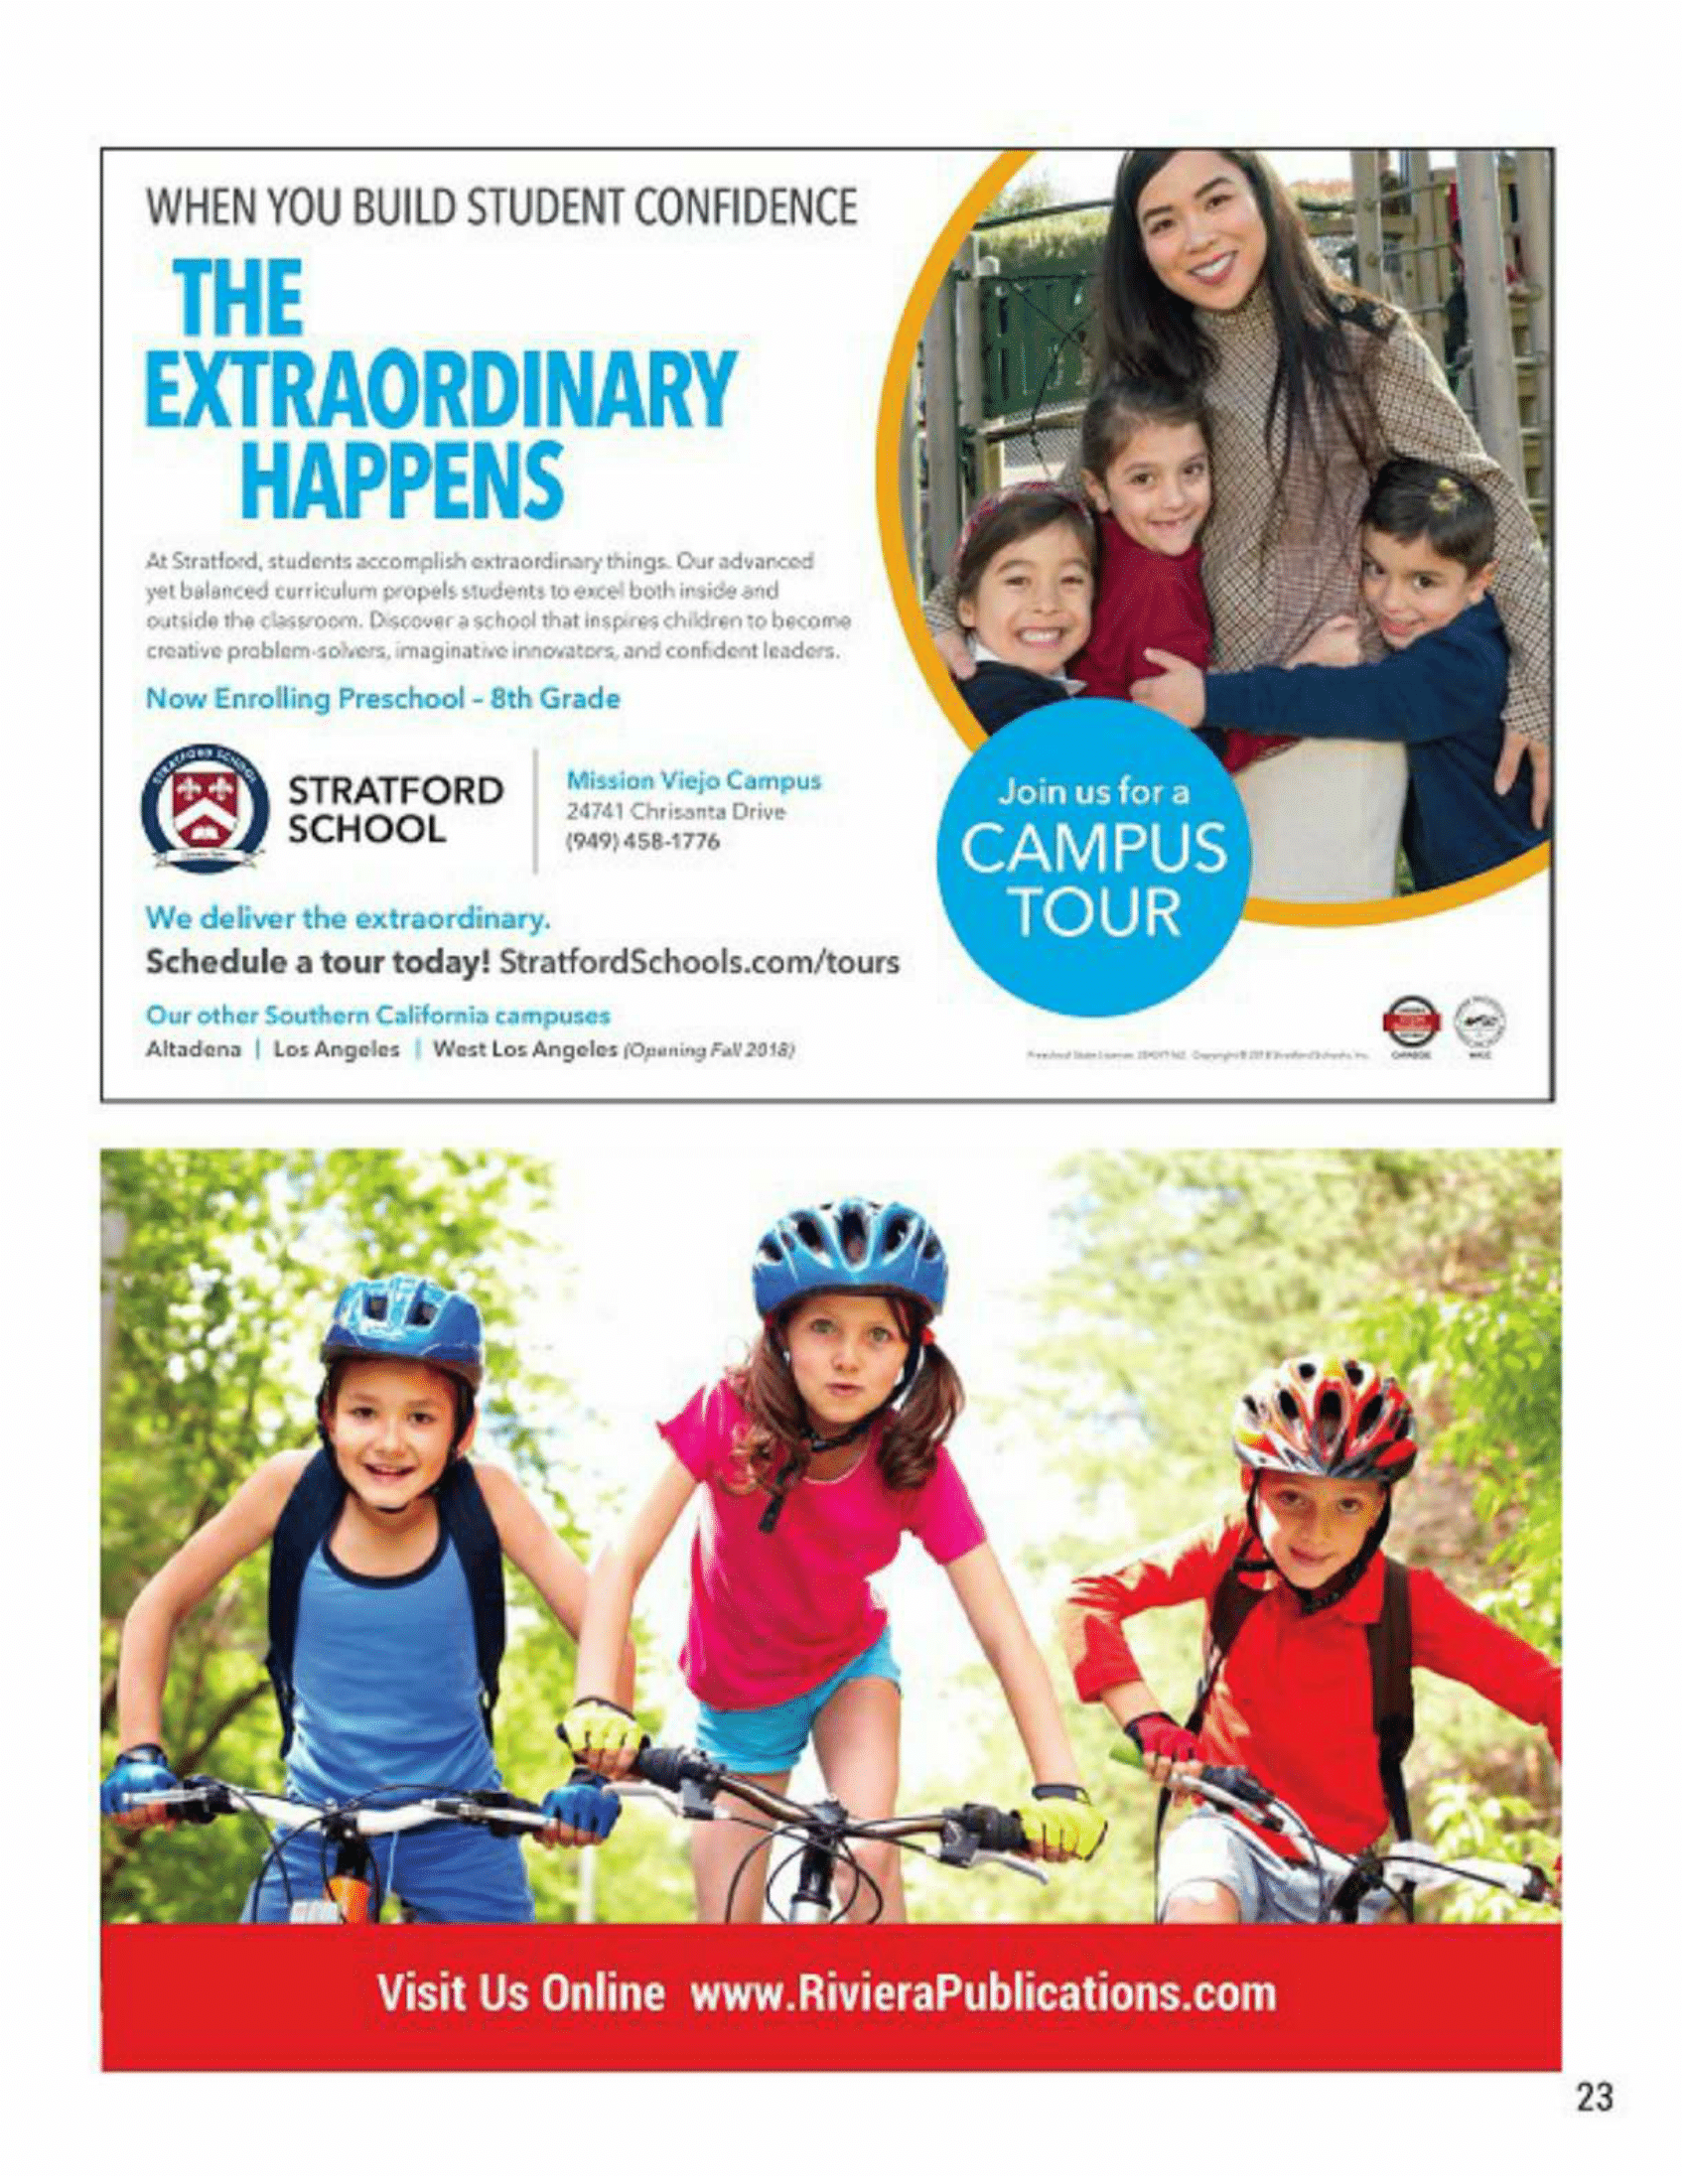 WHEN YOU BUILD STUDENT CONFIDENCE
THE
EXTRAORDINARY
HAPPENS
At Stratford, students accomplish extraordinary things. Our advanced
yet balanced curriculum propels students to excel both inside and
outside the classroom. Discover a school that inspires children to become
creative problem-solvers, imaginative innovators, and confident leaders.
Now Enrolling Preschool – 8th Grade
STRATFORD SCHOOL
STRATFORD
SCHOOL
Mission Viejo Campus
24741 Chrisanta Drive
(949) 458-1776
Join us for a
CAMPUS
TOUR
We deliver the extraordinary.
Schedule a tour today! StratfordSchools.com/tours
Our other Southern California campuses
Altadena | Los Angeles | West Los Angeles (Opening Fall 2018)
Visit Us Online www.RivieraPublications.com
23